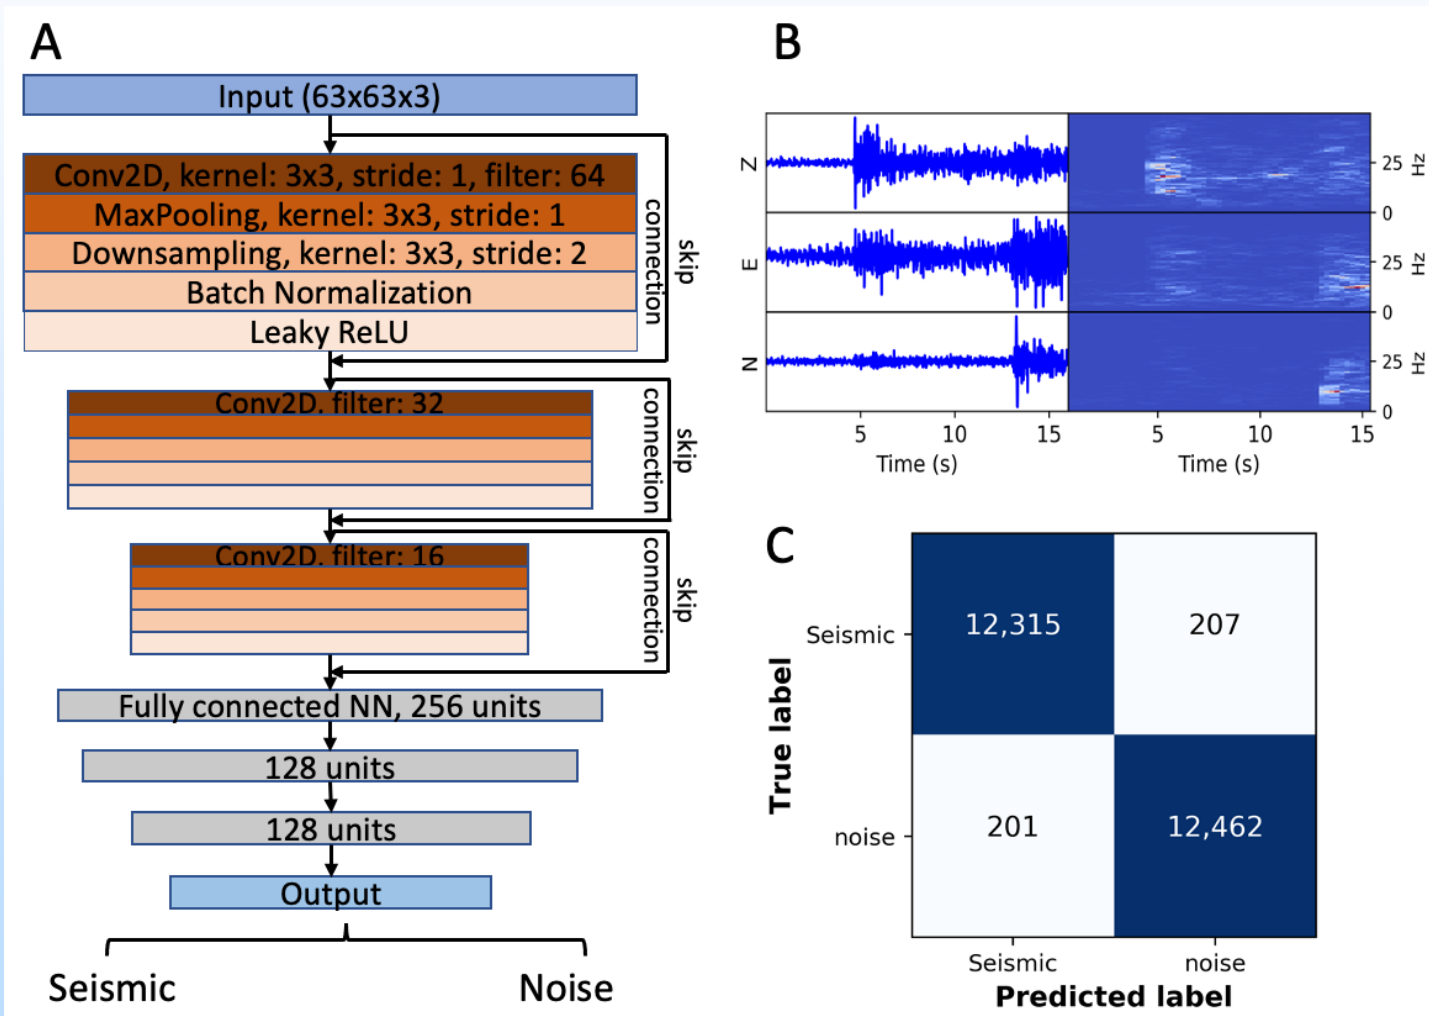 A
Input (63x63x3)
Conv2D, kernel: 3x3, stride: 1, filter: 64
MaxPooling, kernel: 3x3, stride: 1
Downsampling, kernel: 3x3, stride: 2
Batch Normalization
Leaky ReLU
skip
connection
Conv2D. filter: 32
skip
connection
Conv2D. filter: 16
skip
connection
Fully connected NN, 256 units
128 units
128 units
Output
Seismic
Noise
B
Z
E
N
25
Hz
0
25
Hz
0
25
Hz
0
5 10 15
Time (s)
5 10 15
Time (s)
C
True label
Seismic
12,315 207
noise
201 12,462
Seismic noise
Predicted label